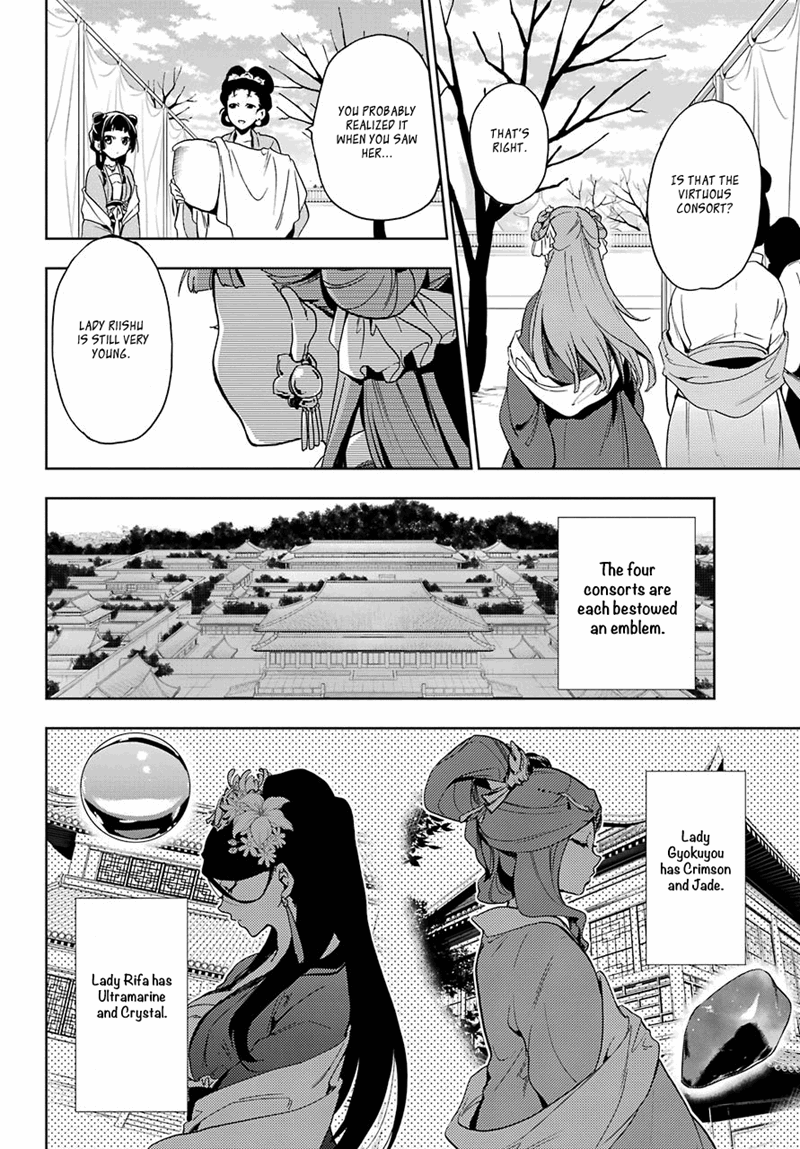 IS THAT THE
VIRTUOUS
CONSORT?
THAT'S
RIGHT.
YOU PROBABLY
REALIZED IT
WHEN YOU SAW
HER...
LADY RIISHU
IS STILL VERY
YOUNG.
The four
consorts are
each bestowed
an emblem.
Lady
Gyokuyou
has Crimson
and Jade.
Lady Rifa has
Ultramarine
and Crystal.